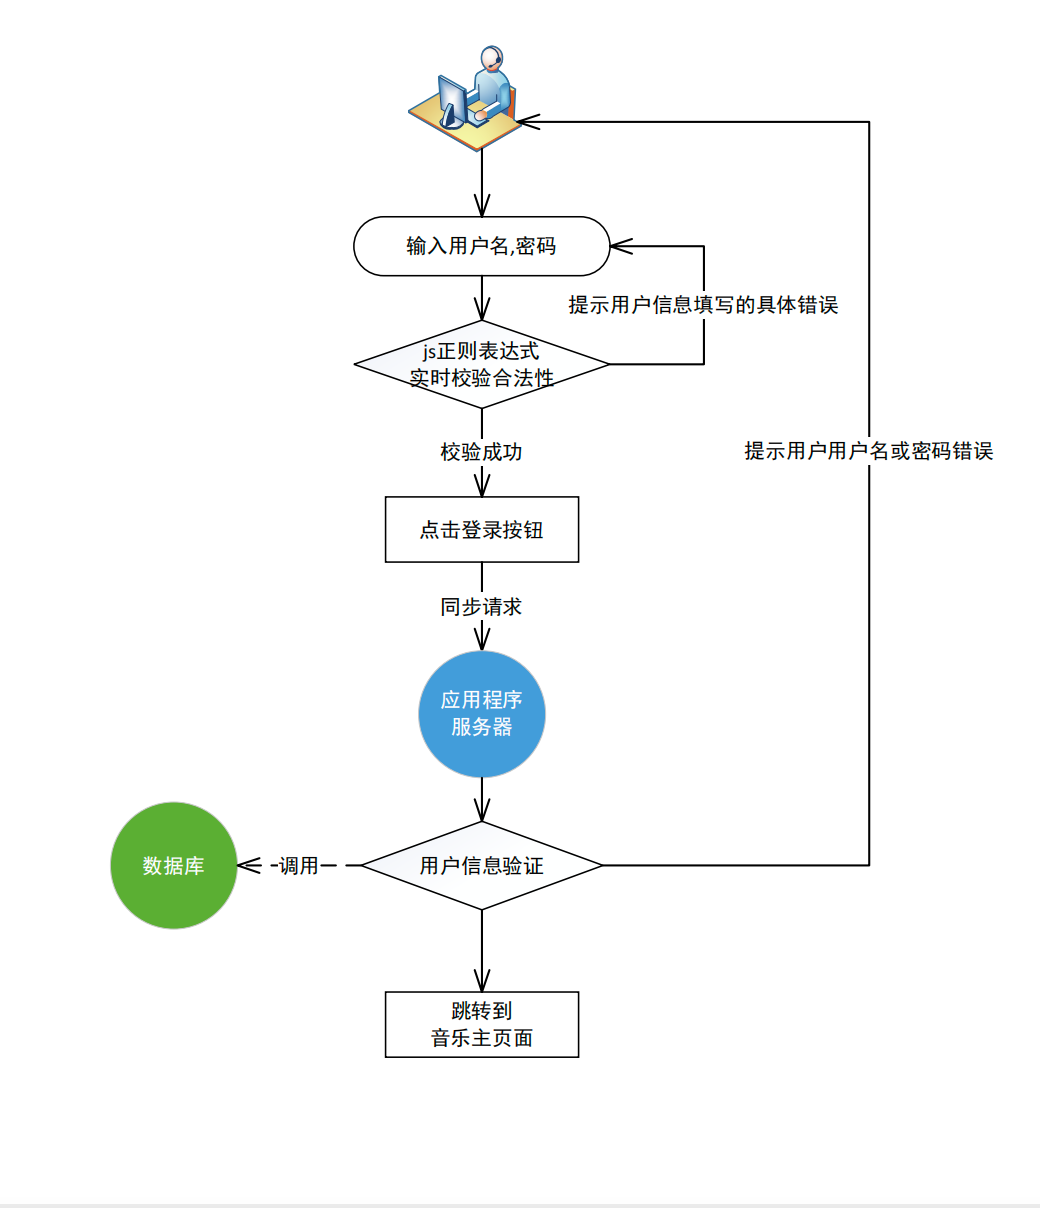 输入用户名,密码
提示用户信息填写的具体错误
js正则表达式
实时校验合法性
校验成功
提示用户用户名或密码错误
点击登录按钮
同步请求
应用程序
服务器
数据库
调用
用户信息验证
跳转到
音乐主页面